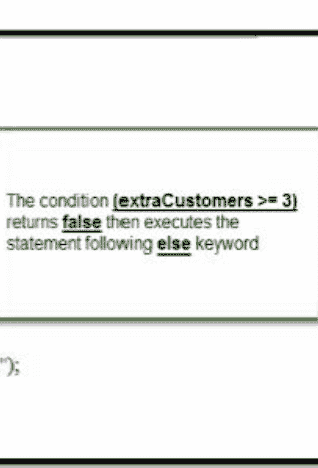 The condition (extraCustomers >= 3)
returns false then executes the
statement following else keyword
");